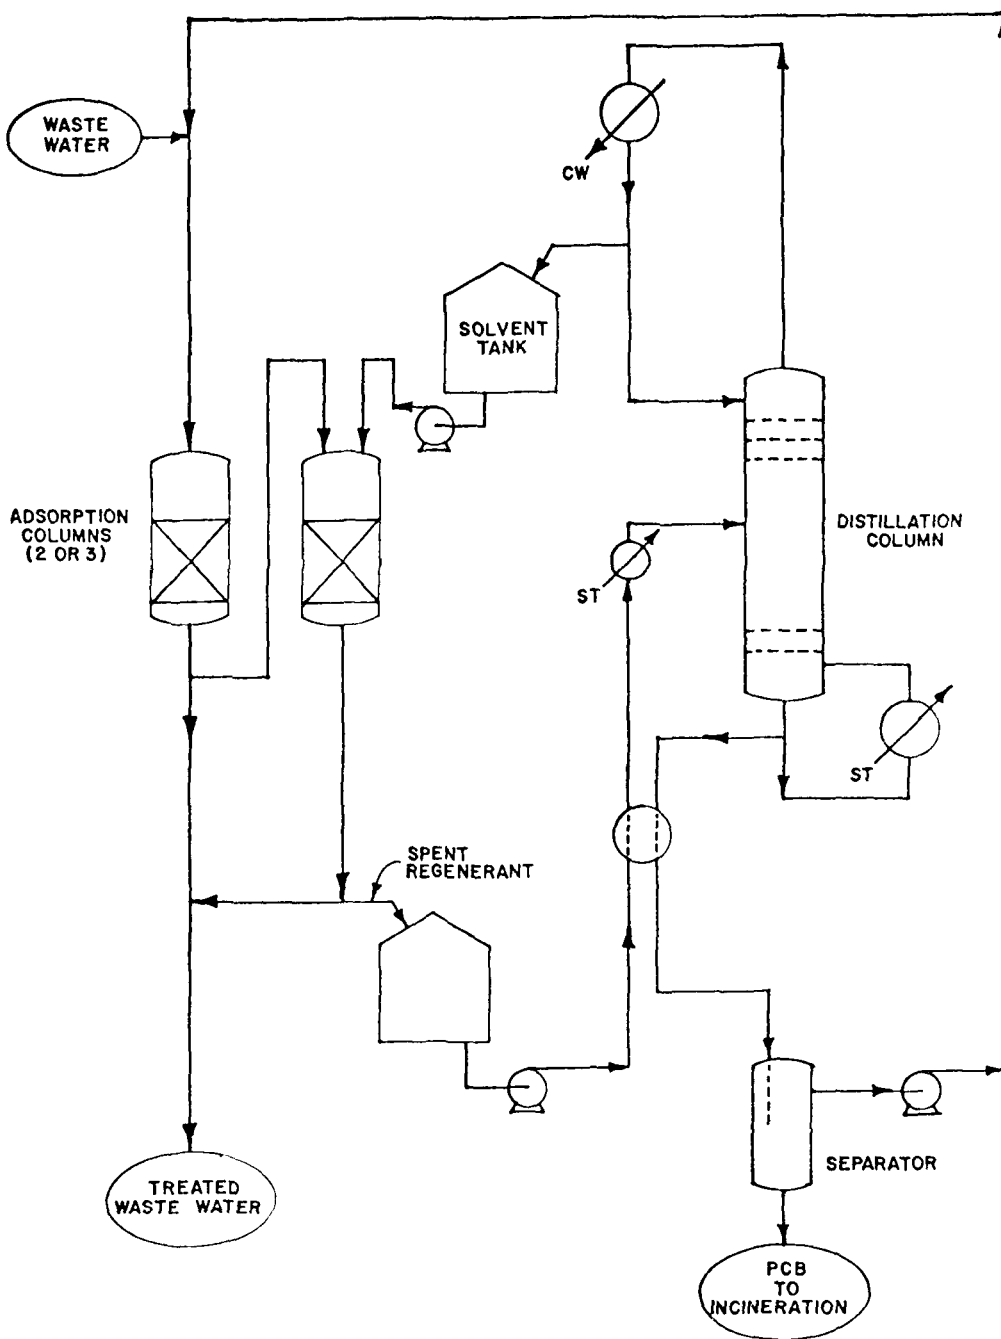 WASTE
WATER
CW
SOLVENT
TANK
ADSORPTION
COLUMNS
(2 OR 3)
DISTILLATION
COLUMN
ST
ST
SPENT
REGENERANT
SEPARATOR
TREATED
WASTE WATER
PCB
TO
INCINERATION